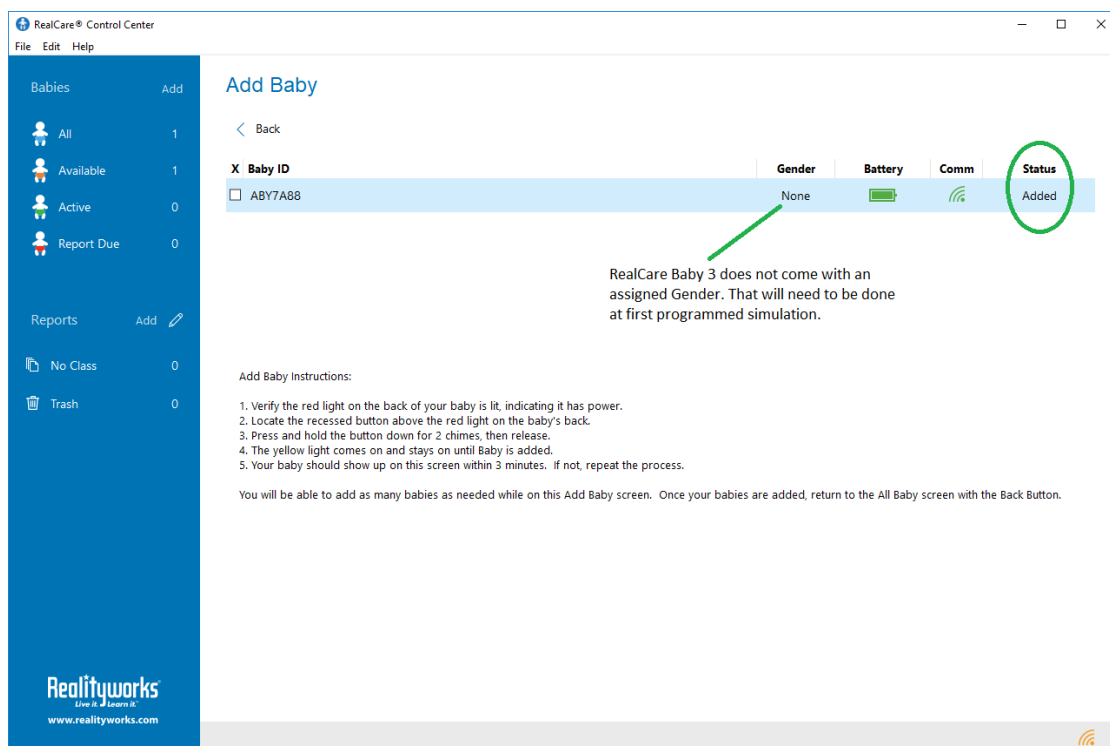 RealCare® Control Center
File Edit Help
Babies Add
All 1
Available 1
Active 0
Report Due 0
Reports Add
No Class 0
Trash 0
Realityworks
Live it. Learn it.
www.realityworks.com
Add Baby
Back
X Baby ID Gender Battery Comm Status
ABY7A88 None Added
RealCare Baby 3 does not come with an
assigned Gender. That will need to be done
at first programmed simulation.
Add Baby Instructions:
1. Verify the red light on the back of your baby is lit, indicating it has power.
2. Locate the recessed button above the red light on the baby's back.
3. Press and hold the button down for 2 chimes, then release.
4. The yellow light comes on and stays on until Baby is added.
5. Your baby should show up on this screen within 3 minutes. If not, repeat the process.
You will be able to add as many babies as needed while on this Add Baby screen. Once your babies are added, return to the All Baby screen with the Back Button.